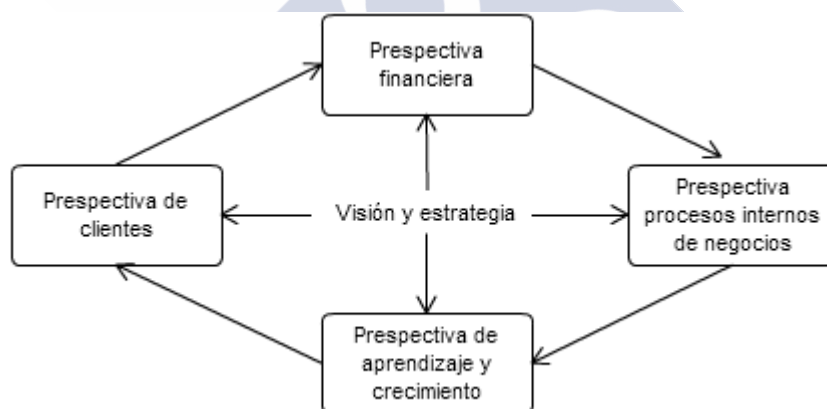 Prespectiva
financiera
Prespectiva de
clientes
Visión y estrategia
Prespectiva
procesos internos
de negocios
Prespectiva de
aprendizaje y
crecimiento